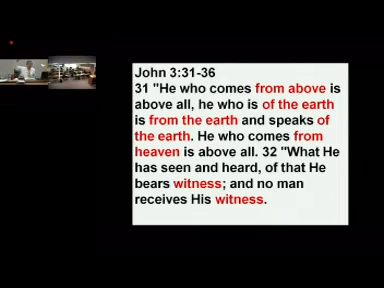 John 3:31-36
31 "He who comes from above is
above all, he who is of the earth
is from the earth and speaks of
the earth. He who comes from
heaven is above all. 32 "What He
has seen and heard, of that He
bears witness; and no man
receives His witness.